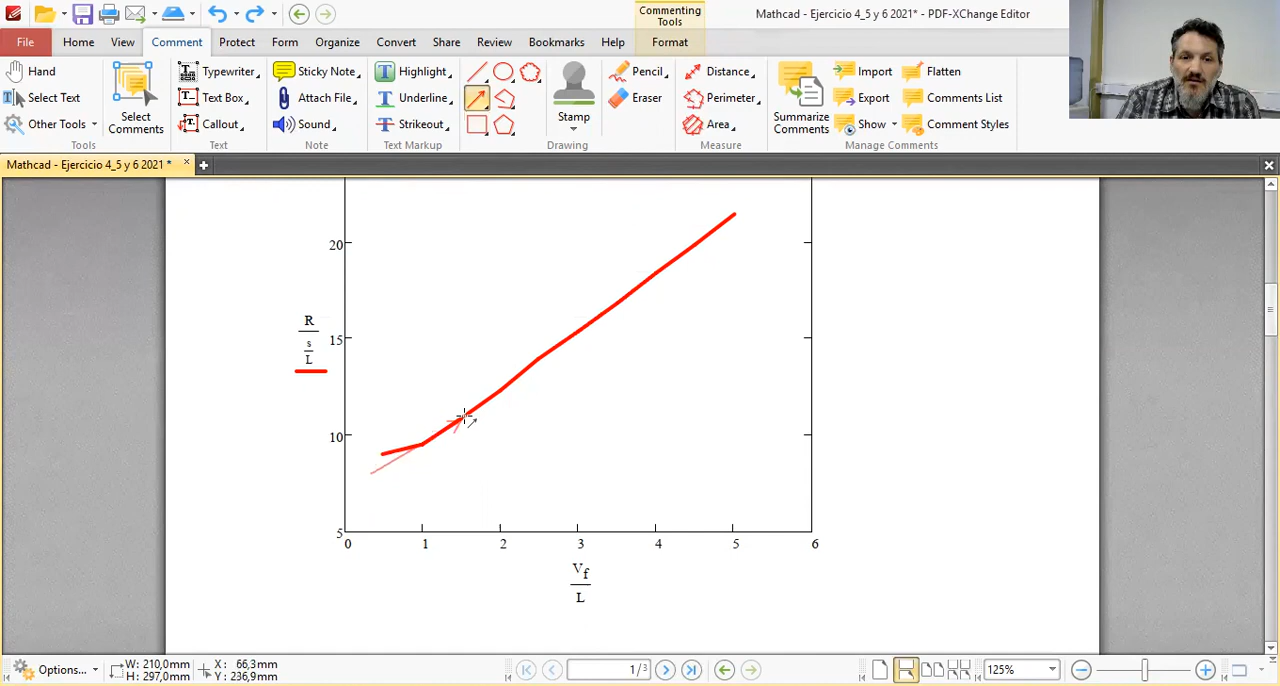 Commenting
Tools
Mathcad - Ejercicio 4_5 y 6 2021* - PDF-XChange Editor
File Home View Comment Protect Form Organize Convert Share Review Bookmarks Help Format
Hand
Select Text
Other Tools
Select
Comments
Tools
Typewriter
Text Box
Callout
Text
Sticky Note
Attach File
Sound
Note
Highlight
Underline
Strikeout
Text Markup
Pencil
Eraser
Drawing
Stamp
Distance
Perimeter
Area
Measure
Summarize
Comments
Import
Export
Show
Flatten
Comments List
Comment Styles
Manage Comments
Mathcad - Ejercicio 4_5 y 6 2021 *
20
15
10
5
R
s
L
0 1 2 3 4 5 6
Vf
L
Options...
W: 210,0mm
H: 297,0mm
X: 66,3mm
Y: 236,9mm
1/3
125%